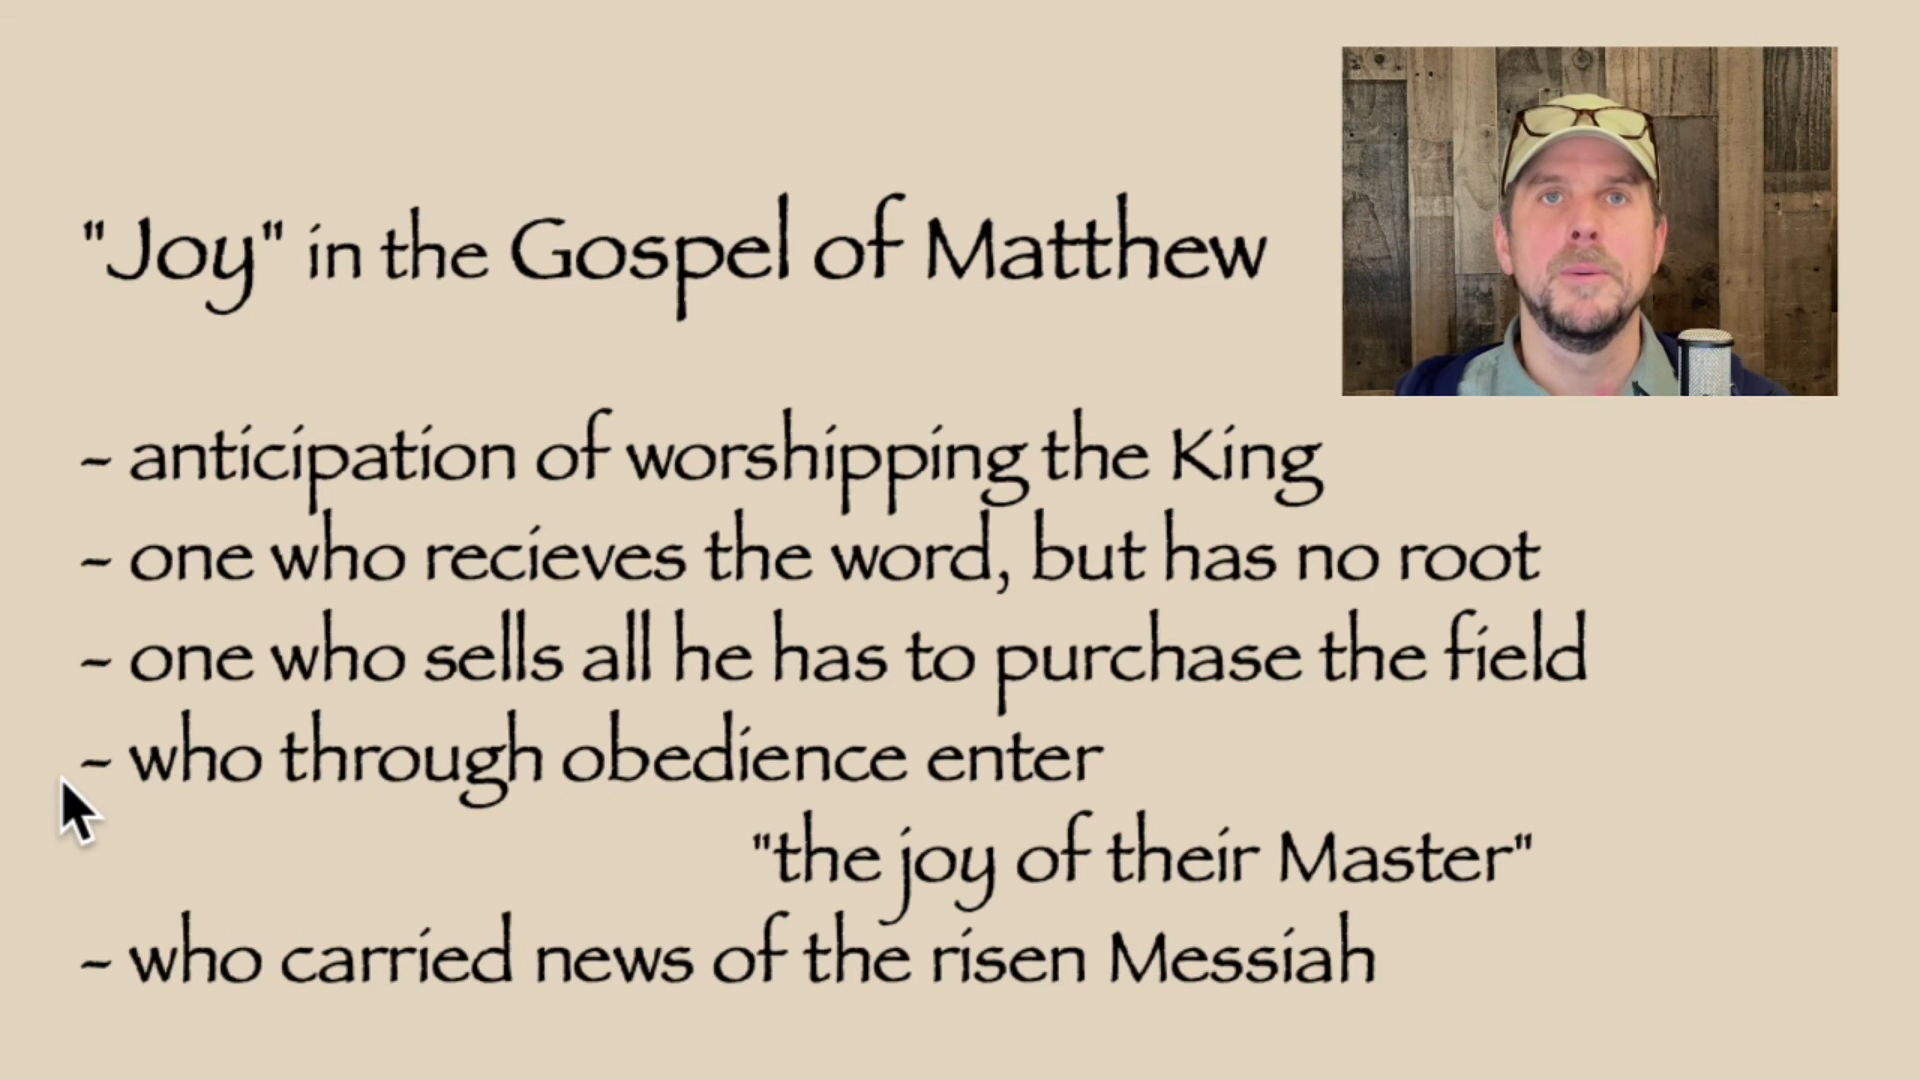 "Joy" in the Gospel of Matthew
- anticipation of worshipping the King
- one who recieves the word, but has no root
- one who sells all he has to purchase the field
- who through obedience enter
"the joy of their Master"
- who carried news of the risen Messiah